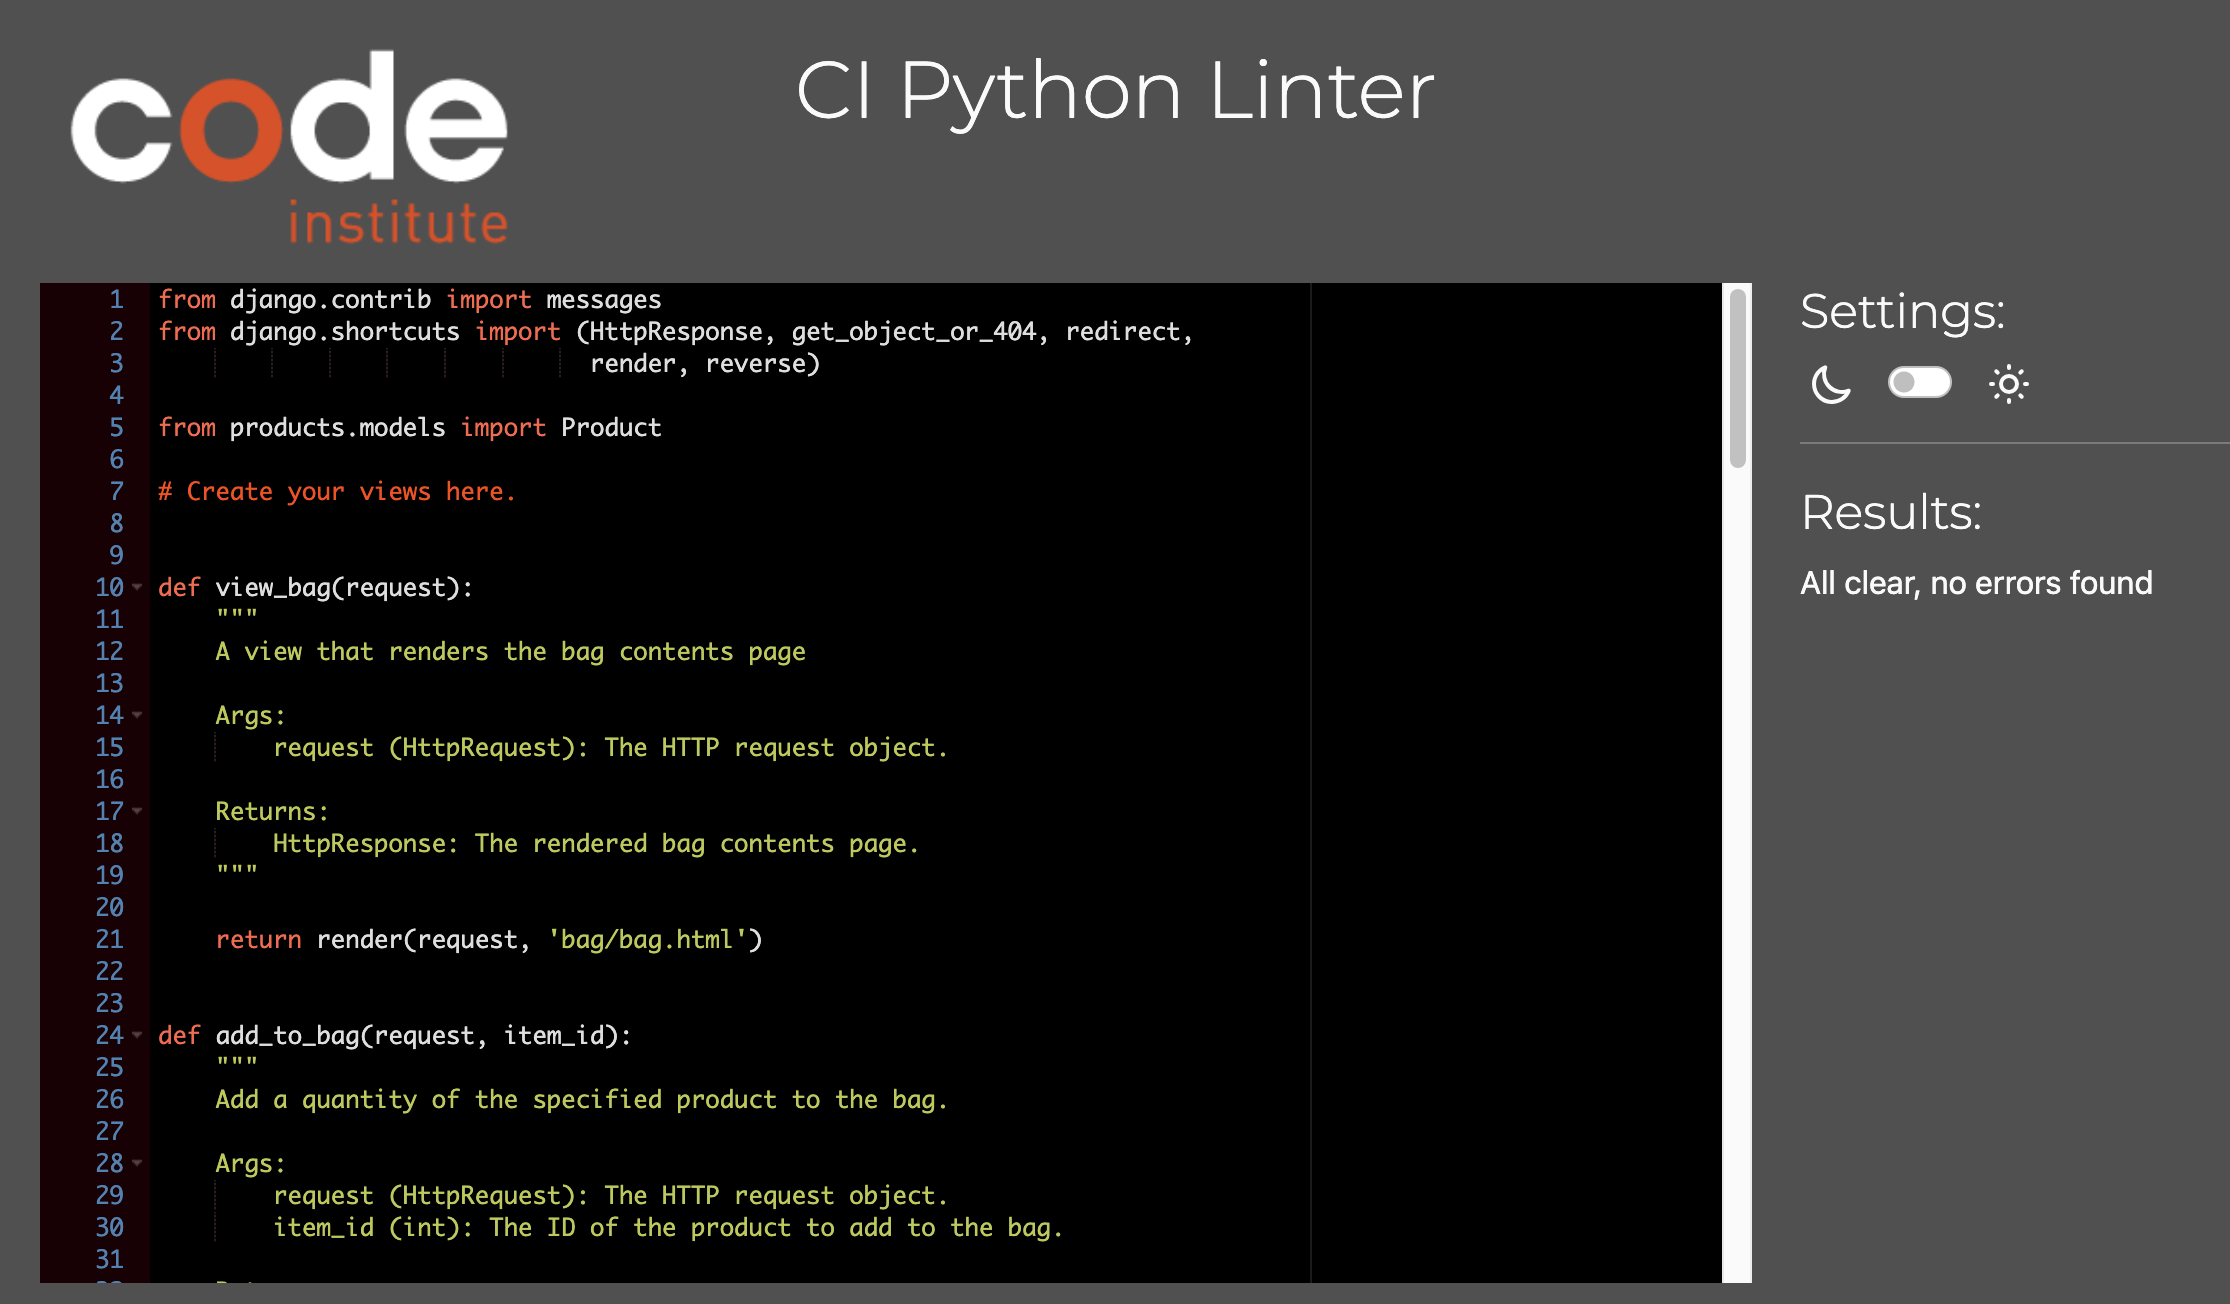 code
institute
CI Python Linter
1 from django.contrib import messages
2 from django.shortcuts import (HttpResponse, get_object_or_404, redirect,
3                               render, reverse)
4
5 from products.models import Product
6
7 # Create your views here.
8
9
10 def view_bag(request):
11     """
12     A view that renders the bag contents page
13
14     Args:
15         request (HttpRequest): The HTTP request object.
16
17     Returns:
18         HttpResponse: The rendered bag contents page.
19     """
20
21     return render(request, 'bag/bag.html')
22
23
24 def add_to_bag(request, item_id):
25     """
26     Add a quantity of the specified product to the bag.
27
28     Args:
29         request (HttpRequest): The HTTP request object.
30         item_id (int): The ID of the product to add to the bag.
31
Settings:
Results:
All clear, no errors found